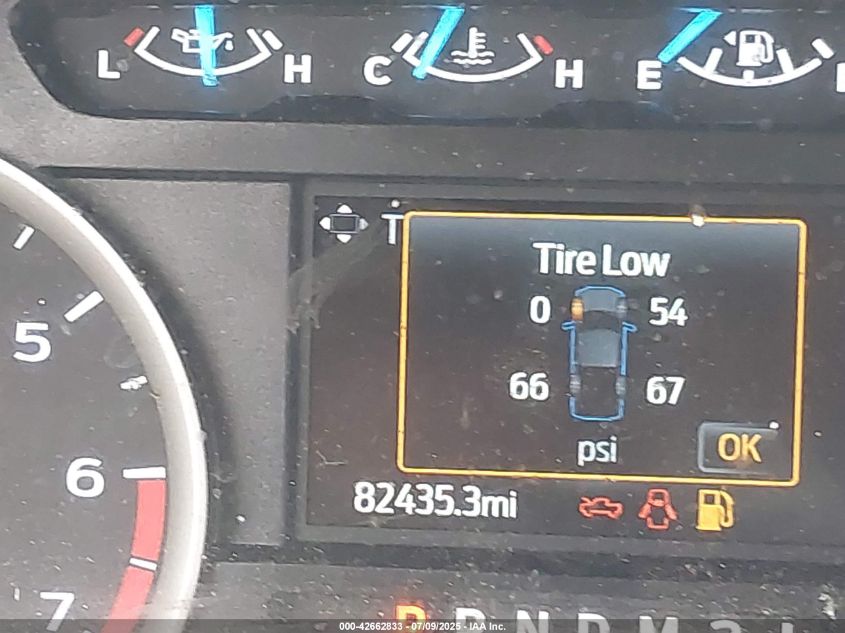 L H C H E
T
Tire Low
0 54
5
66 67
psi OK
6
82435.3mi
7
P R N D M
000-42662833 - 07/09/2025 - IAA Inc.